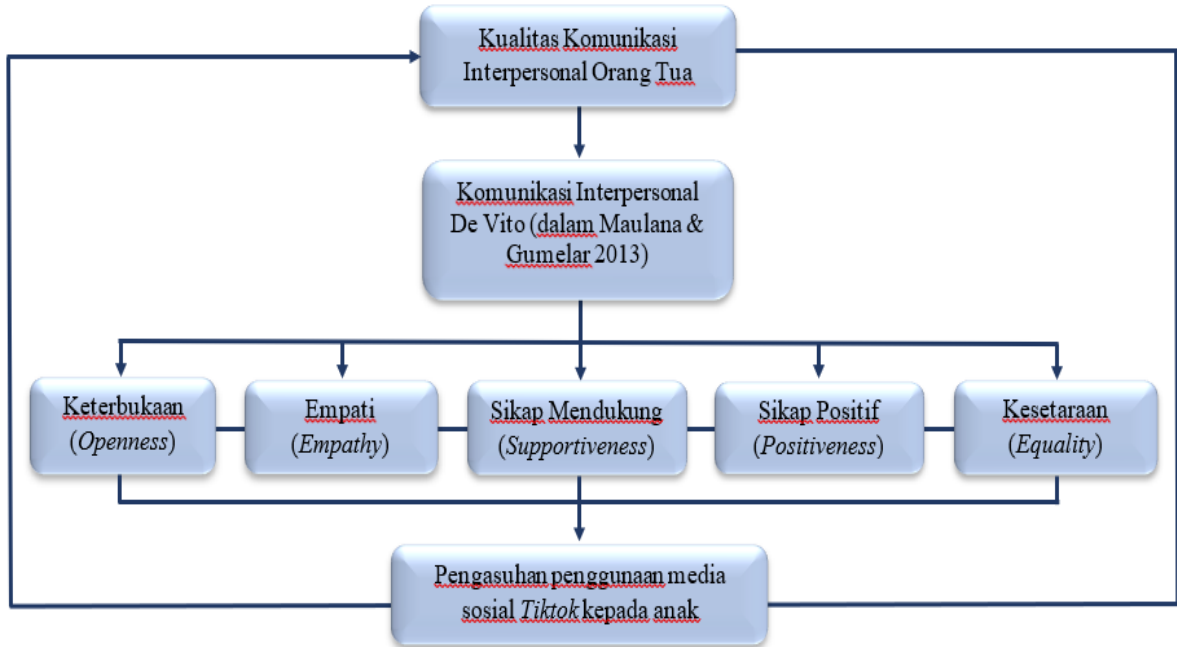 Kualitas Komunikasi
Interpersonal Orang Tua
Komunikasi Interpersonal
De Vito (dalam Maulana &
Gumelar 2013)
Keterbukaan
(Openness)
Empati
(Empathy)
Sikap Mendukung
(Supportiveness)
Sikap Positif
(Positiveness)
Kesetaraan
(Equality)
Pengasuhan penggunaan media
sosial Tiktok kepada anak